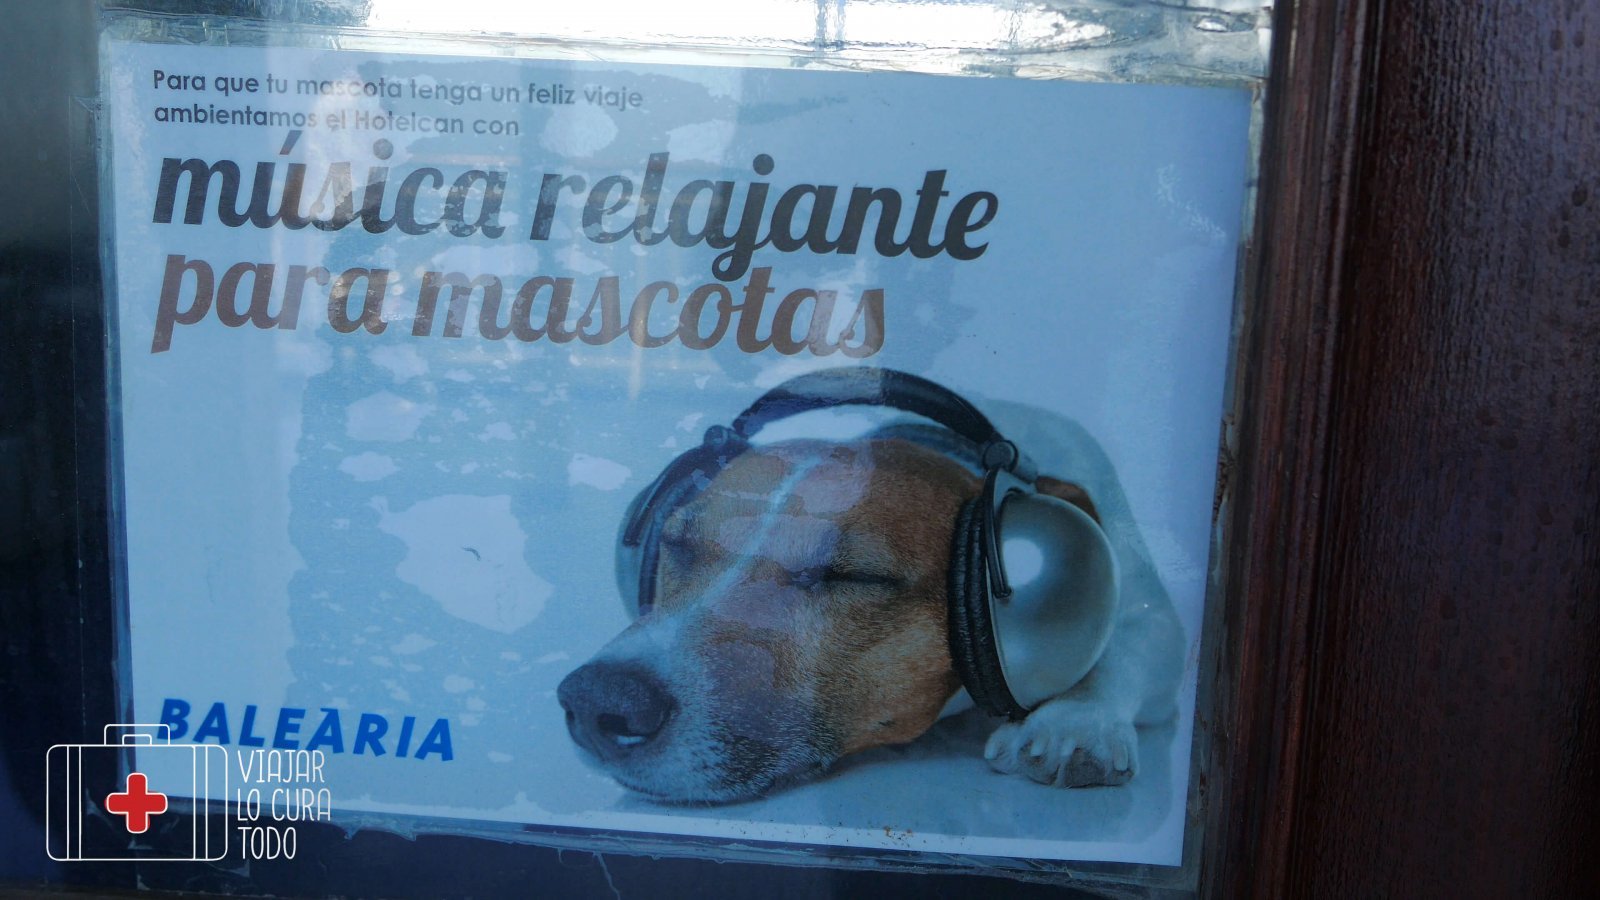 Para que tu mascota tenga un feliz viaje
ambientamos el Hotelcan con
música relajante
para mascotas
BALEÀRIA
VIAJAR
LO CURA
TODO